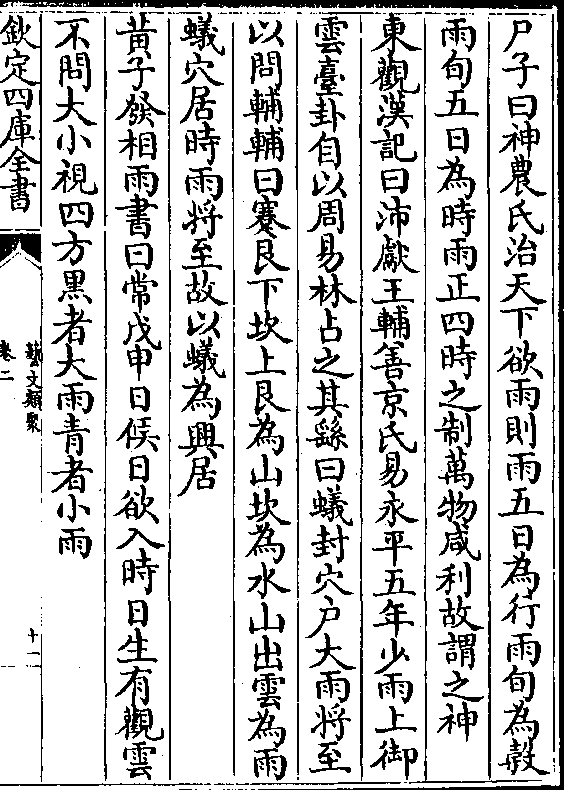 尸子曰神農氏治天下欲雨則雨五日為行雨旬為穀
雨旬五日為時雨正四時之制萬物咸利故謂之神
東觀漢記曰沛獻王輔善京氏易永平五年少雨上御
雲臺卦自以周易林占之其繇曰蟻封穴户大雨將至
以問輔輔曰蹇艮下坎上艮為山坎為水山出雲為雨
蟻穴居時雨将至故以蟻為興居
黃子發相雨書曰常戊申日候日欲入時日生有觀雲
不問大小視四方黑者大雨青者小雨
欽定四庫全書
藝文類聚
卷二
十一